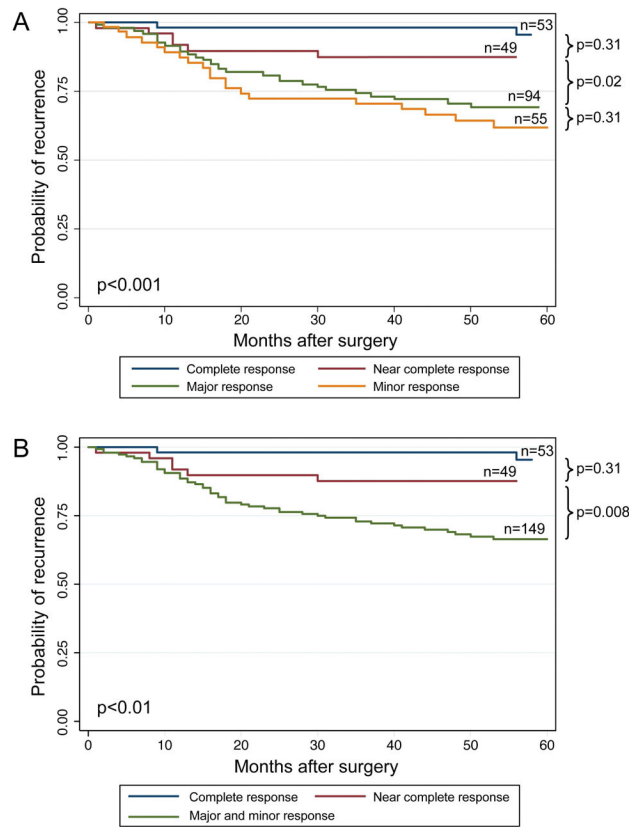 A
Probability of recurrence
1.00
0.75
0.50
0.25
0.00
n=53
n=49
n=94
n=55
p=0.31
p=0.02
p=0.31
p<0.001
0 10 20 30 40 50 60
Months after surgery
Complete response Near complete response
Major response Minor response
B
Probability of recurrence
1.00
0.75
0.50
0.25
0.00
n=53
n=49
n=149
p=0.31
p=0.008
p<0.01
0 10 20 30 40 50 60
Months after surgery
Complete response Near complete response
Major and minor response